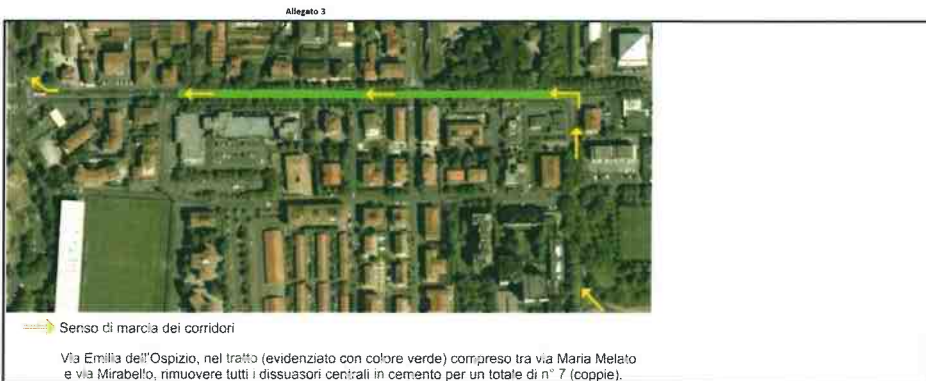 Allegato 3
Senso di marcia dei corridori
Via Emilia dell'Ospizio, nel tratto (evidenziato con colore verde) compreso tra via Maria Melato
e via Mirabello, rimuovere tutti i dissuasori centrali in cemento per un totale di n° 7 (coppie).